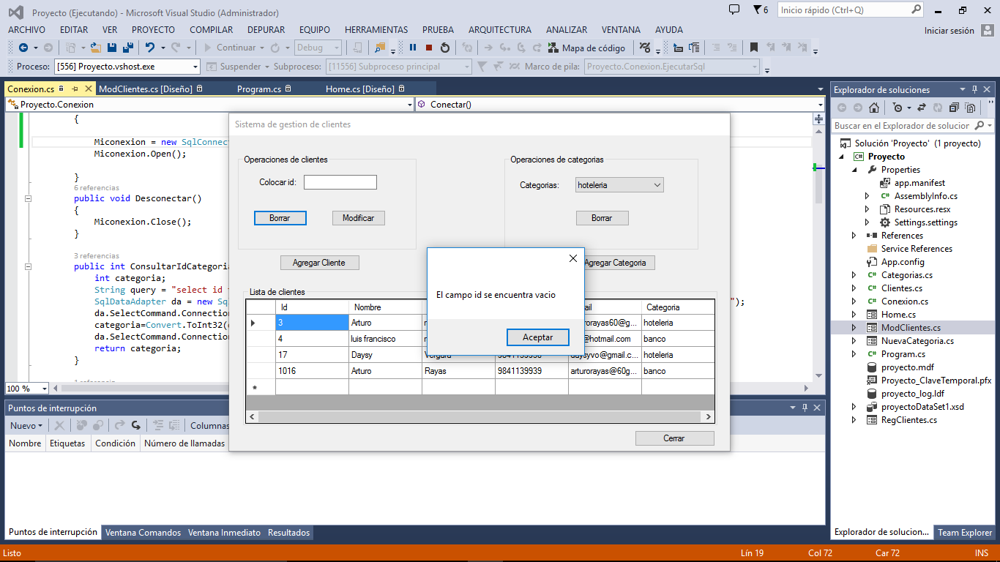 Proyecto (Ejecutando) - Microsoft Visual Studio (Administrador)
6
Inicio rápido (Ctrl+Q)
ARCHIVO EDITAR VER PROYECTO COMPILAR DEPURAR EQUIPO HERRAMIENTAS PRUEBA ARQUITECTURA ANALIZAR VENTANA AYUDA
Iniciar sesión
Continuar
Debug
Mapa de código
Proceso: [556] Proyecto.vshost.exe
Suspender
Subproceso: [11556] Subproceso principal
Marco de pila: Proyecto.Conexion.EjecutarSql
Conexion.cs
ModClientes.cs [Diseño]
Program.cs
Home.cs [Diseño]
Proyecto.Conexion
Conectar()
{
Miconexion = new SqlConnect
Miconexion.Open();
}
6 referencias
public void Desconectar()
{
Miconexion.Close();
}
3 referencias
public int ConsultarIdCategoria
int categoria;
String query = "select id
SqlDataAdapter da = new Sq
");
da.SelectCommand.Connection
categoria=Convert.ToInt32(
da.SelectCommand.Connection
return categoria;
}
100 %
Sistema de gestion de clientes
Operaciones de clientes
Colocar id:
Borrar
Modificar
Agregar Cliente
Operaciones de categorias
Categorias: hoteleria
Borrar
Agregar Categoria
El campo id se encuentra vacio
Aceptar
Lista de clientes
Id Nombre ail Categoria
3 Arturo rorayas60@g... hoteleria
4 luis francisco @hotmail.com banco
17 Daysy Vergara 9841139998 daysyvo@gmail.c... hoteleria
1016 Arturo Rayas 9841139939 arturorayas@60g... banco
*
Cerrar
Puntos de interrupción
Nuevo
Columnas
Nombre Etiquetas Condición Número de llamadas
Puntos de interrupción Ventana Comandos Ventana Inmediato Resultados
Explorador de soluciones
Buscar en el Explorador de solucion
Solución 'Proyecto' (1 proyecto)
Proyecto
Properties
app.manifest
AssemblyInfo.cs
Resources.resx
Settings.settings
References
Service References
App.config
Categorias.cs
Clientes.cs
Conexion.cs
Home.cs
ModClientes.cs
NuevaCategoria.cs
Program.cs
proyecto.mdf
Proyecto_ClaveTemporal.pfx
proyecto_log.ldf
proyectoDataSet1.xsd
RegClientes.cs
Explorador de solucion...
Team Explorer
Listo
Lín 19
Col 72
Car 72
INS